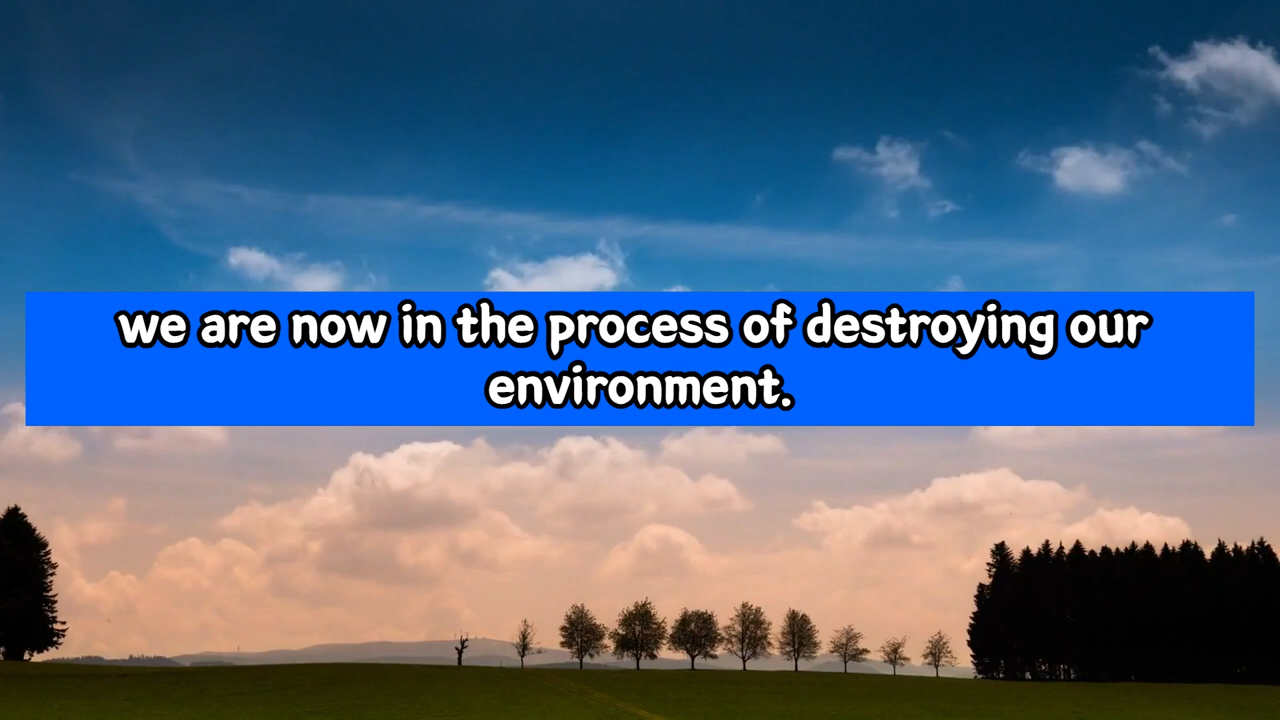 we are now in the process of destroying our
environment.